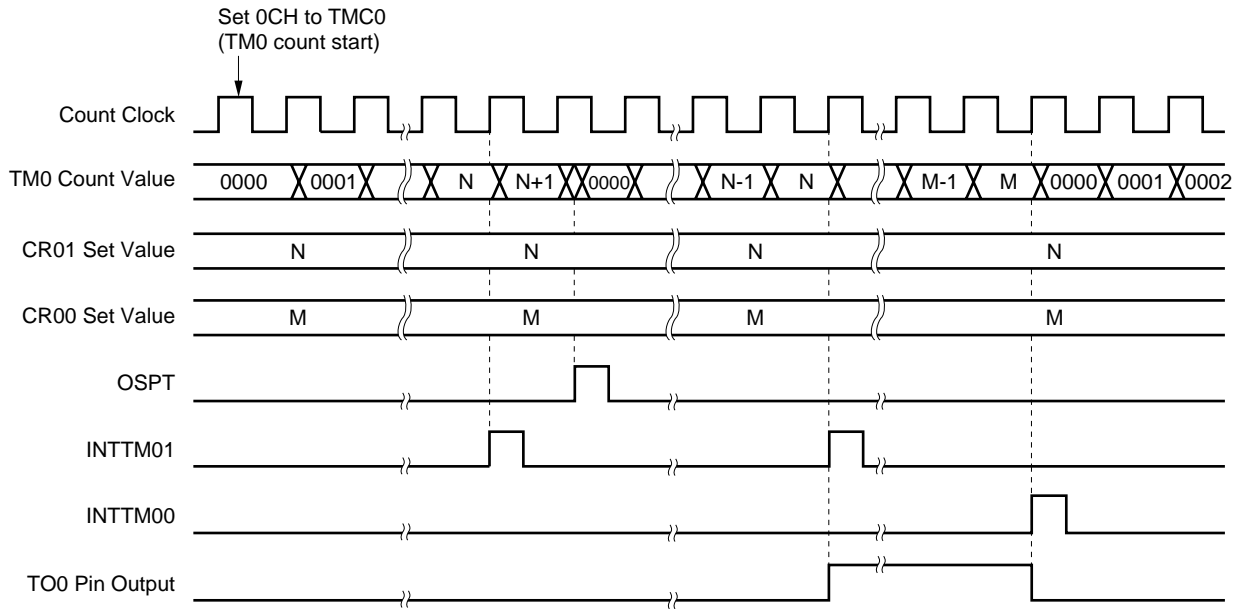 Set 0CH to TMC0
(TM0 count start)
Count Clock
TM0 Count Value 0000 0001 N N+1 0000 N-1 N M-1 M 0000 0001 0002
CR01 Set Value N N N N
CR00 Set Value M M M M
OSPT
INTTM01
INTTM00
TO0 Pin Output